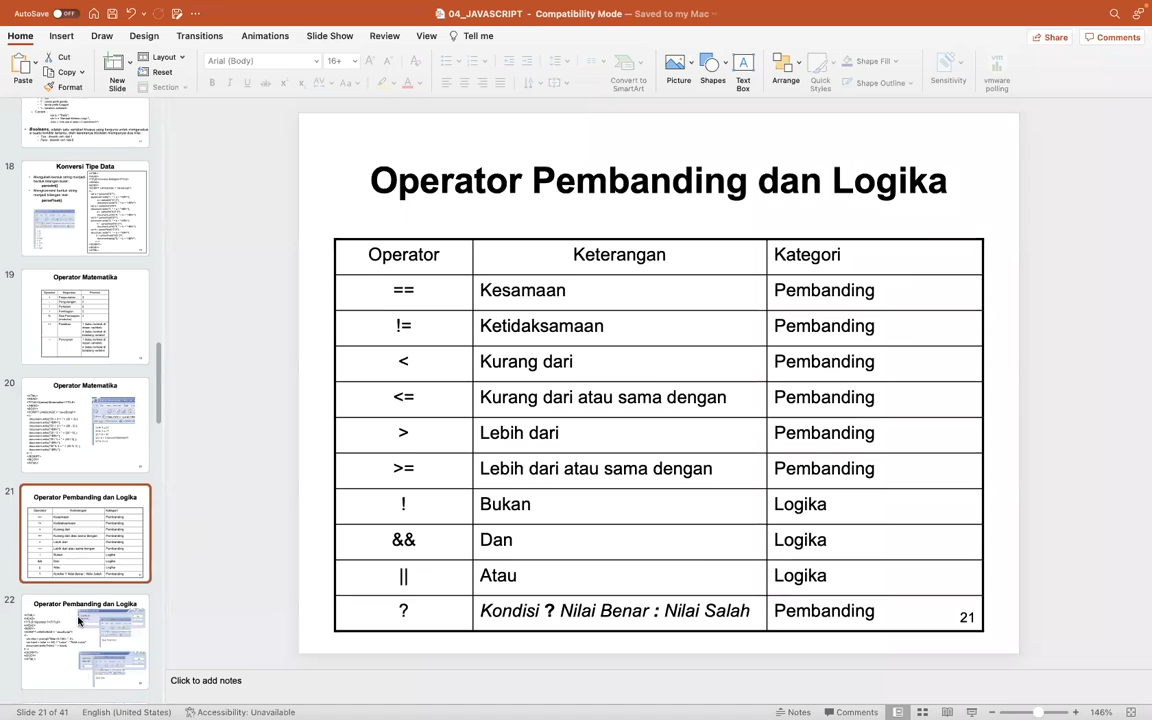 AutoSave OFF
04_JAVASCRIPT - Compatibility Mode — Saved to my Mac
Home Insert Draw Design Transitions Animations Slide Show Review View Tell me Share Comments
Paste Cut Copy Format
New Slide Layout Reset Section
Arial (Body) 16+
Convert to SmartArt
Picture Shapes Text Box Arrange Quick Styles
Shape Fill
Shape Outline
Sensitivity vmware polling
18
Konversi Tipe Data
19
Operator Matematika
20
Operator Matematika
21
Operator Pembanding dan Logika
22
Operator Pembanding dan Logika
Operator Pembanding dan Logika
Operator Keterangan Kategori
== Kesamaan Pembanding
!= Ketidaksamaan Pembanding
< Kurang dari Pembanding
<= Kurang dari atau sama dengan Pembanding
> Lebih dari Pembanding
>= Lebih dari atau sama dengan Pembanding
! Bukan Logika
&& Dan Logika
|| Atau Logika
? Kondisi ? Nilai Benar : Nilai Salah Pembanding
21
Click to add notes
Slide 21 of 41 English (United States) Accessibility: Unavailable Notes Comments 146%